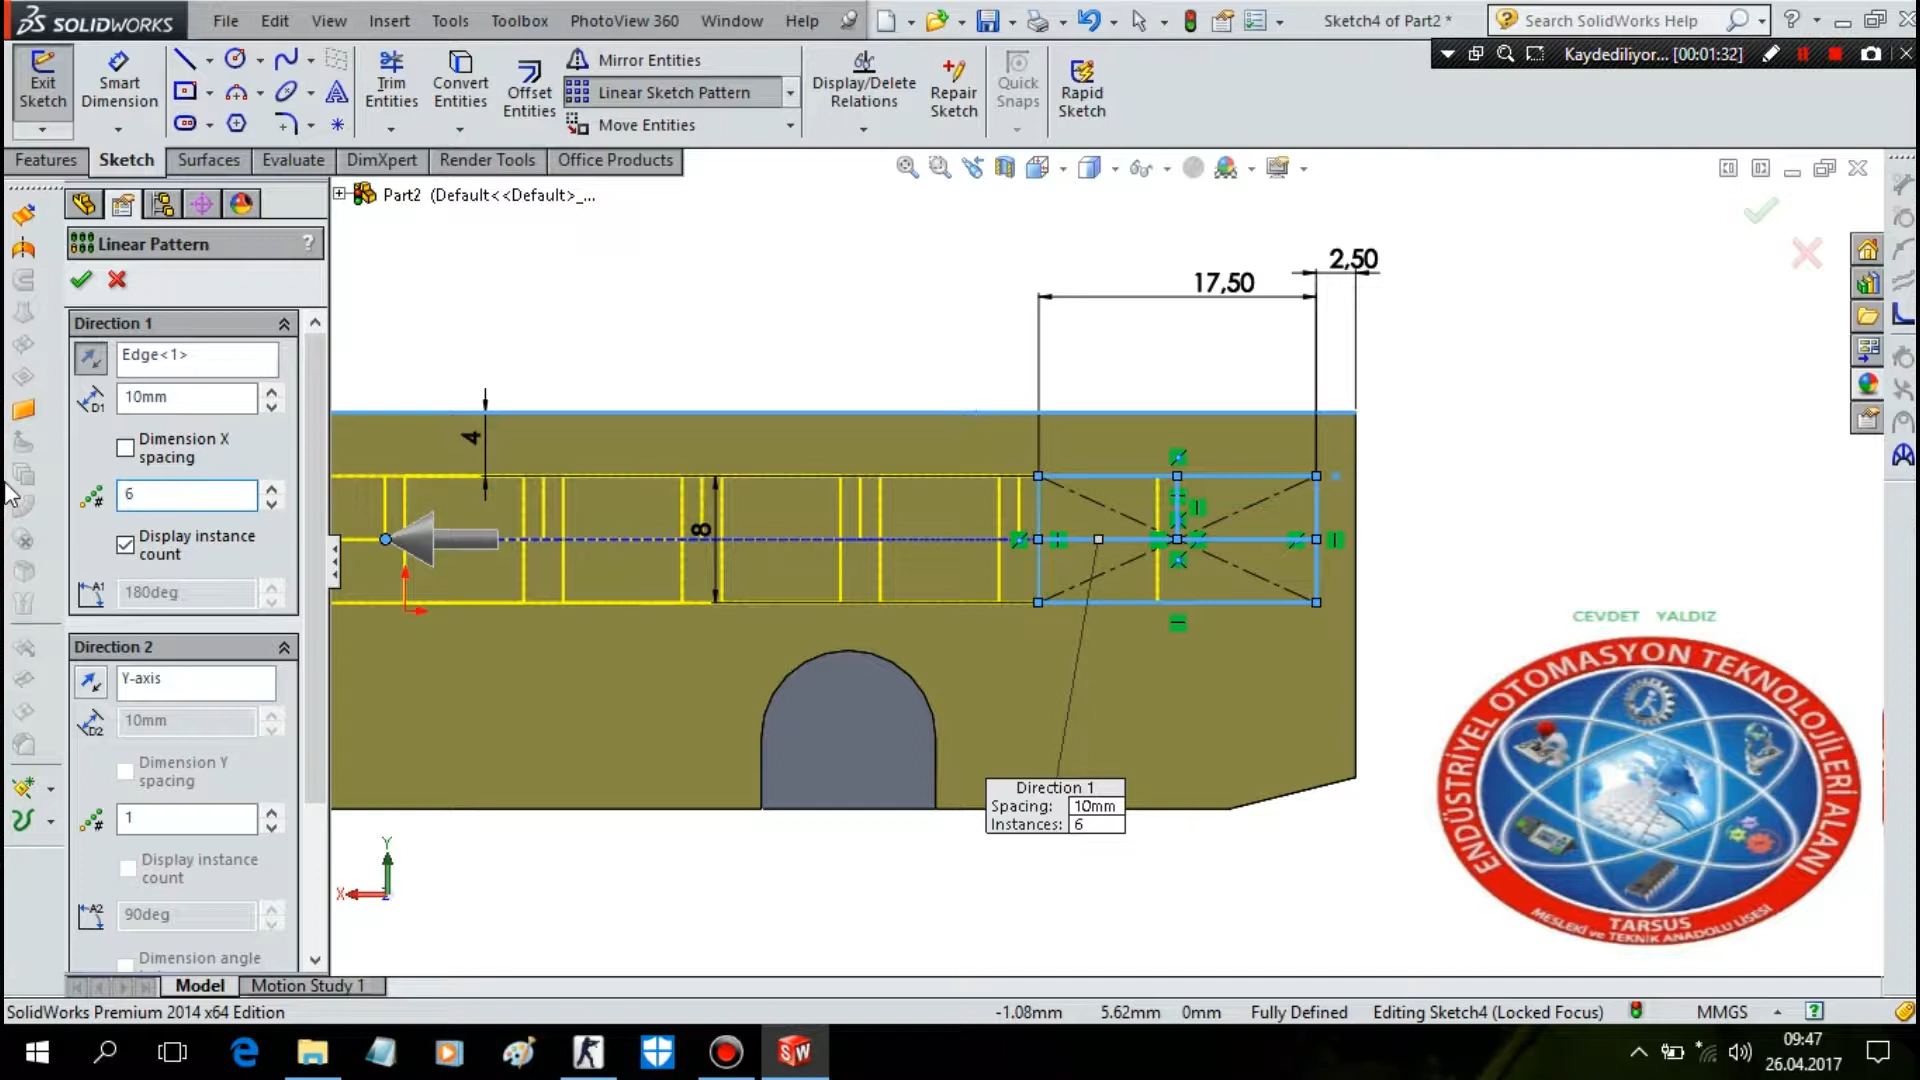 SOLIDWORKS File Edit View Insert Tools Toolbox PhotoView 360 Window Help Sketch4 of Part2 * Search SolidWorks Help
Kaydediliyor... [00:01:32]
Exit Sketch
Smart Dimension
Trim Entities
Convert Entities
Offset Entities
Mirror Entities
Linear Sketch Pattern
Move Entities
Display/Delete Relations
Repair Sketch
Quick Snaps
Rapid Sketch
Features Sketch Surfaces Evaluate DimXpert Render Tools Office Products
Part2 (Default<<Default>_...
Linear Pattern ?
Direction 1
Edge<1>
D1 10mm
Dimension X spacing
# 6
Display instance count
A1 180deg
Direction 2
Y-axis
D2 10mm
Dimension Y spacing
# 1
Display instance count
A2 90deg
Dimension angle
2,50
17,50
4
8
Direction 1
Spacing: 10mm
Instances: 6
Y
X
CEVDET YALDIZ
ENDÜSTRİYEL OTOMASYON TEKNOLOJİLERİ ALANI
TARSUS
MESLEKİ ve TEKNİK ANADOLU LİSESİ
Model Motion Study 1
SolidWorks Premium 2014 x64 Edition -1.08mm 5.62mm 0mm Fully Defined Editing Sketch4 (Locked Focus) MMGS
SW
09:47
26.04.2017